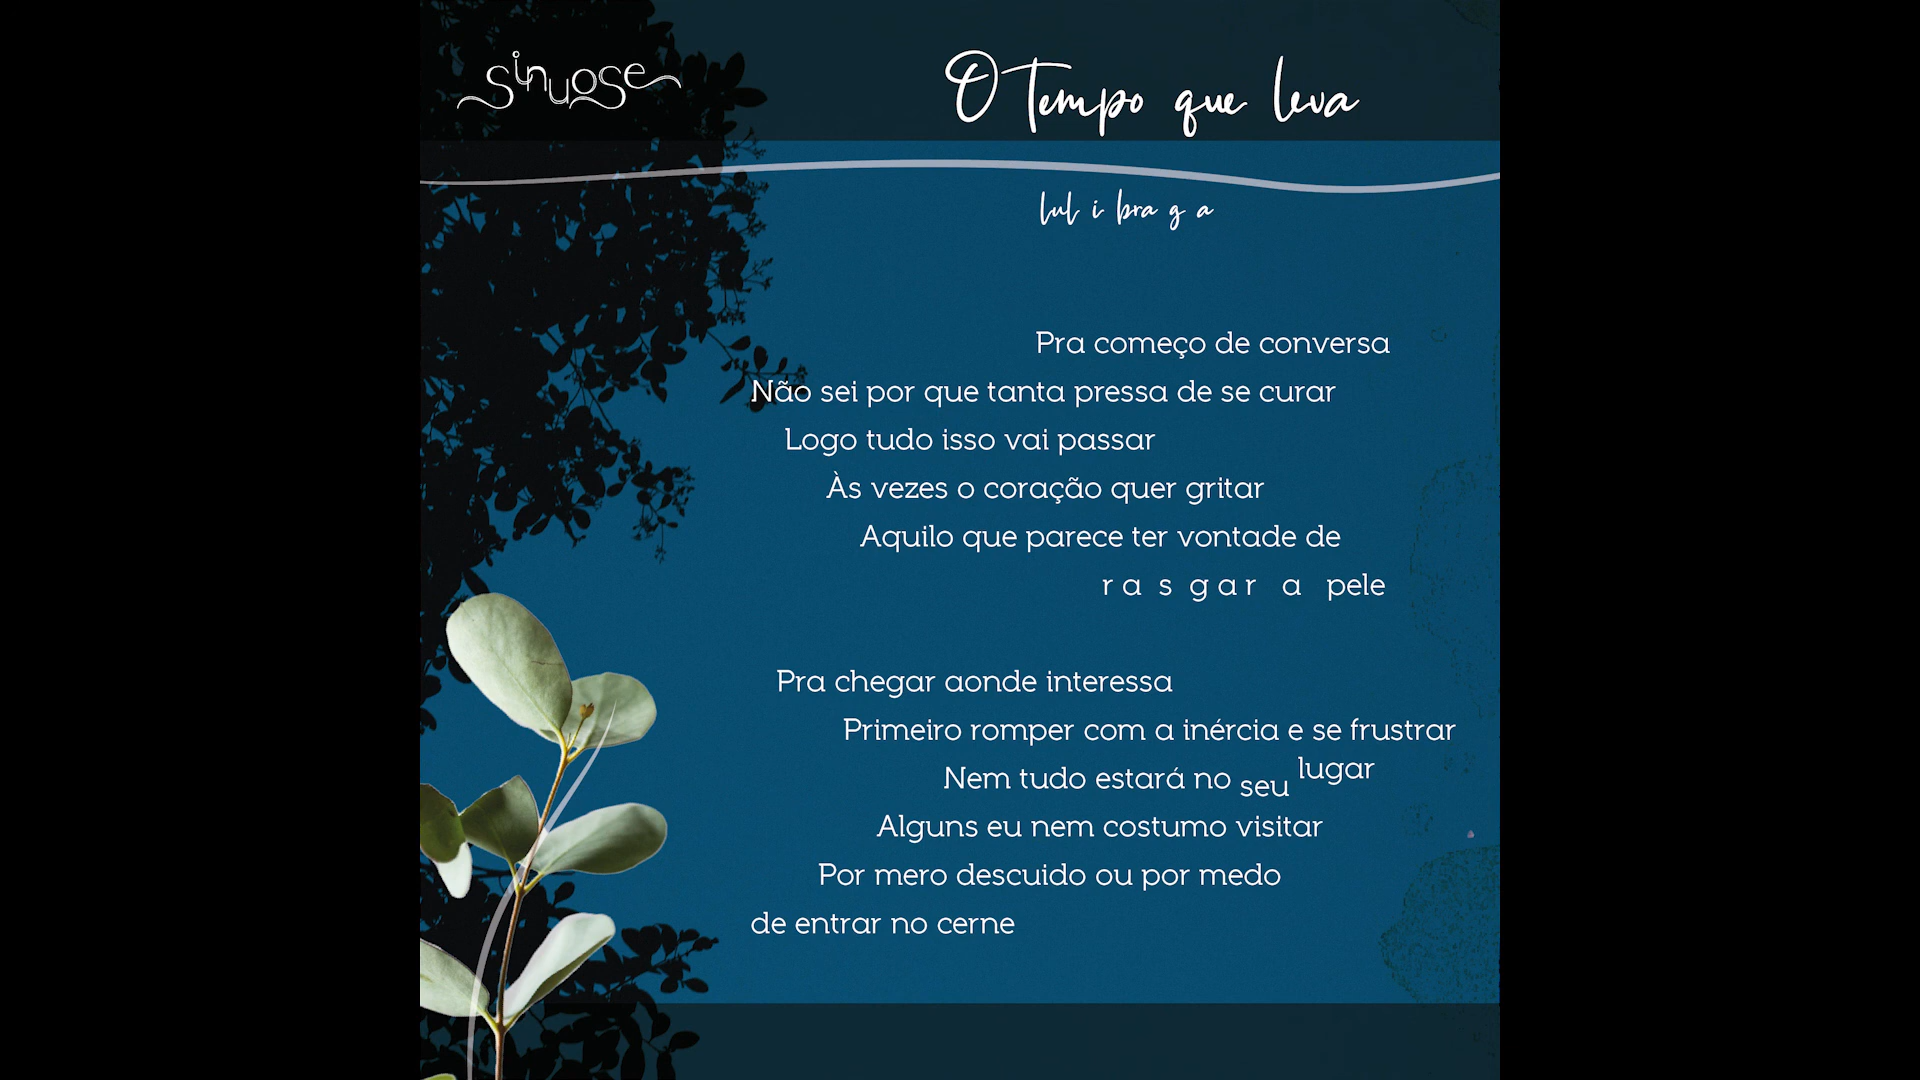 sinuose
O Tempo que leva
lul i bra g a
Pra começo de conversa
Não sei por que tanta pressa de se curar
Logo tudo isso vai passar
Às vezes o coração quer gritar
Aquilo que parece ter vontade de
r a s g a r a pele
Pra chegar aonde interessa
Primeiro romper com a inércia e se frustrar
Nem tudo estará no seu lugar
Alguns eu nem costumo visitar
Por mero descuido ou por medo
de entrar no cerne